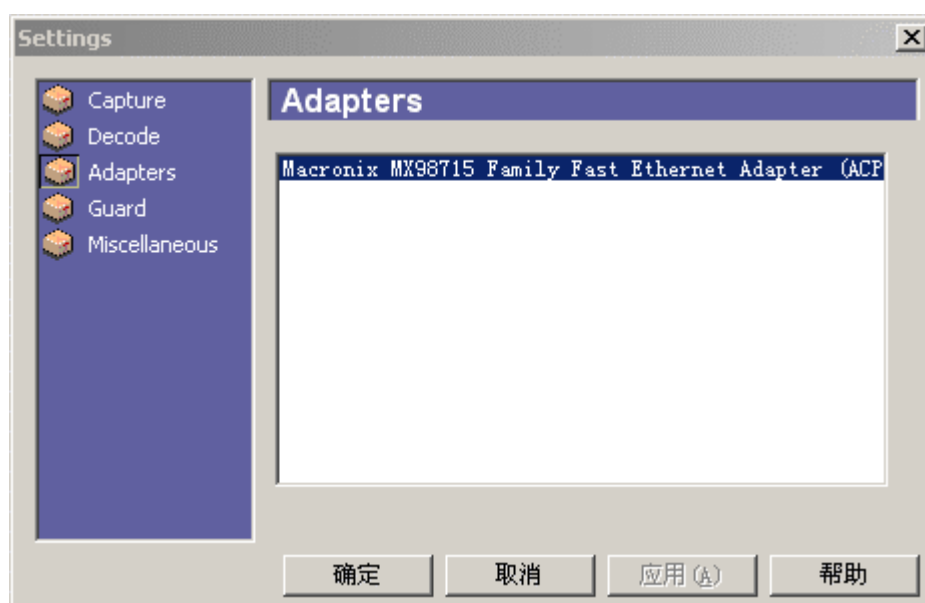 Settings
Capture
Decode
Adapters
Guard
Miscellaneous
Adapters
Macronix MX98715 Family Fast Ethernet Adapter (ACP
确定
取消
应用(A)
帮助